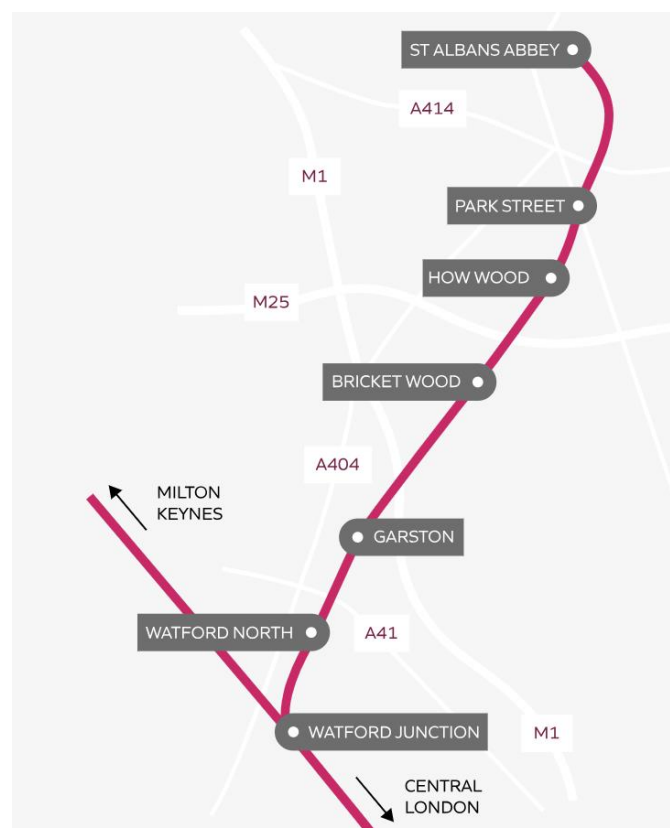 ST ALBANS ABBEY
A414
M1
PARK STREET
HOW WOOD
M25
BRICKET WOOD
A404
MILTON
KEYNES
GARSTON
WATFORD NORTH
A41
WATFORD JUNCTION
M1
CENTRAL
LONDON